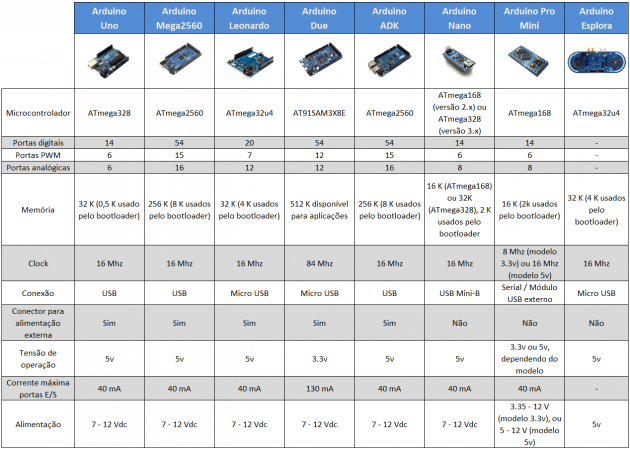 Arduino Uno | Arduino Mega2560 | Arduino Leonardo | Arduino Due | Arduino ADK | Arduino Nano | Arduino Pro Mini | Arduino Esplora
Microcontrolador | ATmega328 | ATmega2560 | ATmega32u4 | AT91SAM3X8E | ATmega2560 | ATmega168 (versão 2.x) ou ATmega328 (versão 3.x) | ATmega168 | ATmega32u4
Portas digitais | 14 | 54 | 20 | 54 | 54 | 14 | 14 | -
Portas PWM | 6 | 15 | 7 | 12 | 15 | 6 | 6 | -
Portas analógicas | 6 | 16 | 12 | 12 | 16 | 8 | 8 | -
Memória | 32 K (0,5 K usado pelo bootloader) | 256 K (8 K usados pelo bootloader) | 32 K (4 K usados pelo bootloader) | 512 K disponível para aplicações | 256 K (8 K usados pelo bootloader) | 16 K (ATmega168) ou 32K (ATmega328), 2 K usados pelo bootloader | 16 K (2k usados pelo bootloader) | 32 K (4 K usados pelo bootloader)
Clock | 16 Mhz | 16 Mhz | 16 Mhz | 84 Mhz | 16 Mhz | 16 Mhz | 8 Mhz (modelo 3.3v) ou 16 Mhz (modelo 5v) | 16 Mhz
Conexão | USB | USB | Micro USB | Micro USB | USB | USB Mini-B | Serial / Módulo USB externo | Micro USB
Conector para alimentação externa | Sim | Sim | Sim | Sim | Sim | Não | Não | Não
Tensão de operação | 5v | 5v | 5v | 3.3v | 5v | 5v | 3.3v ou 5v, dependendo do modelo | 5v
Corrente máxima portas E/S | 40 mA | 40 mA | 40 mA | 130 mA | 40 mA | 40 mA | 40 mA | -
Alimentação | 7 - 12 Vdc | 7 - 12 Vdc | 7 - 12 Vdc | 7 - 12 Vdc | 7 - 12 Vdc | 7 - 12 Vdc | 3.35 - 12 V (modelo 3.3v), ou 5 - 12 V (modelo 5v) | 5v